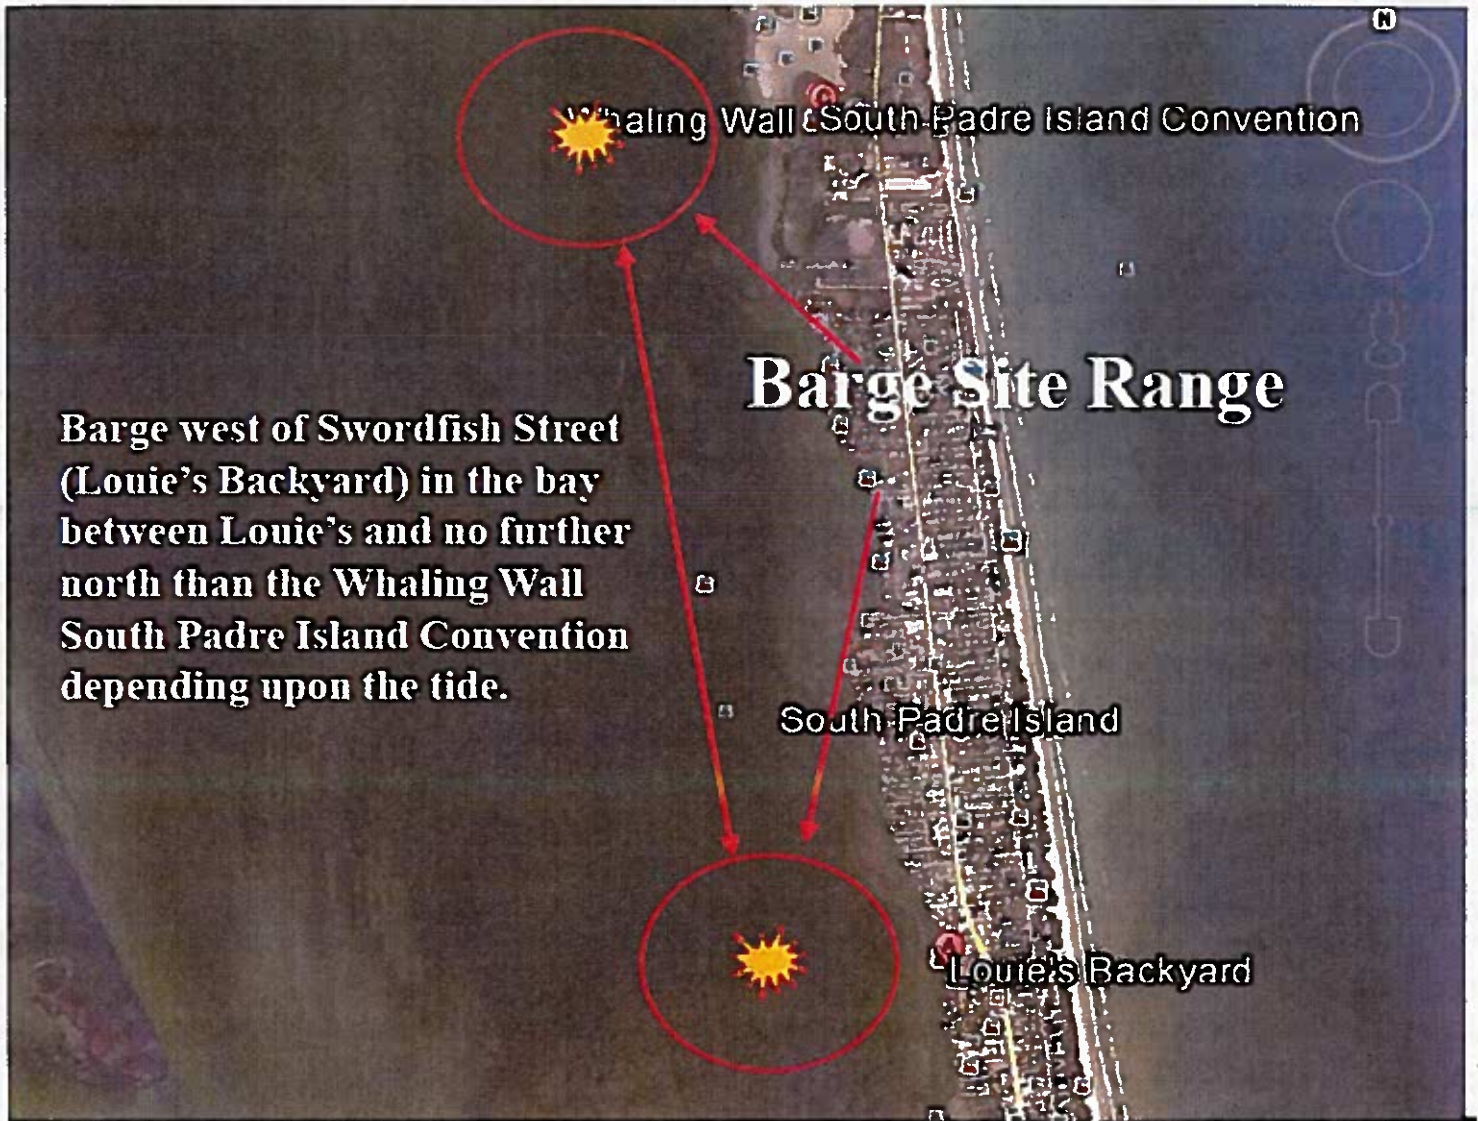 N
Whaling Wall
South Padre Island Convention
Barge Site Range
Barge west of Swordfish Street
(Louie's Backyard) in the bay
between Louie's and no further
north than the Whaling Wall
South Padre Island Convention
depending upon the tide.
South Padre Island
A
Louie's Backyard